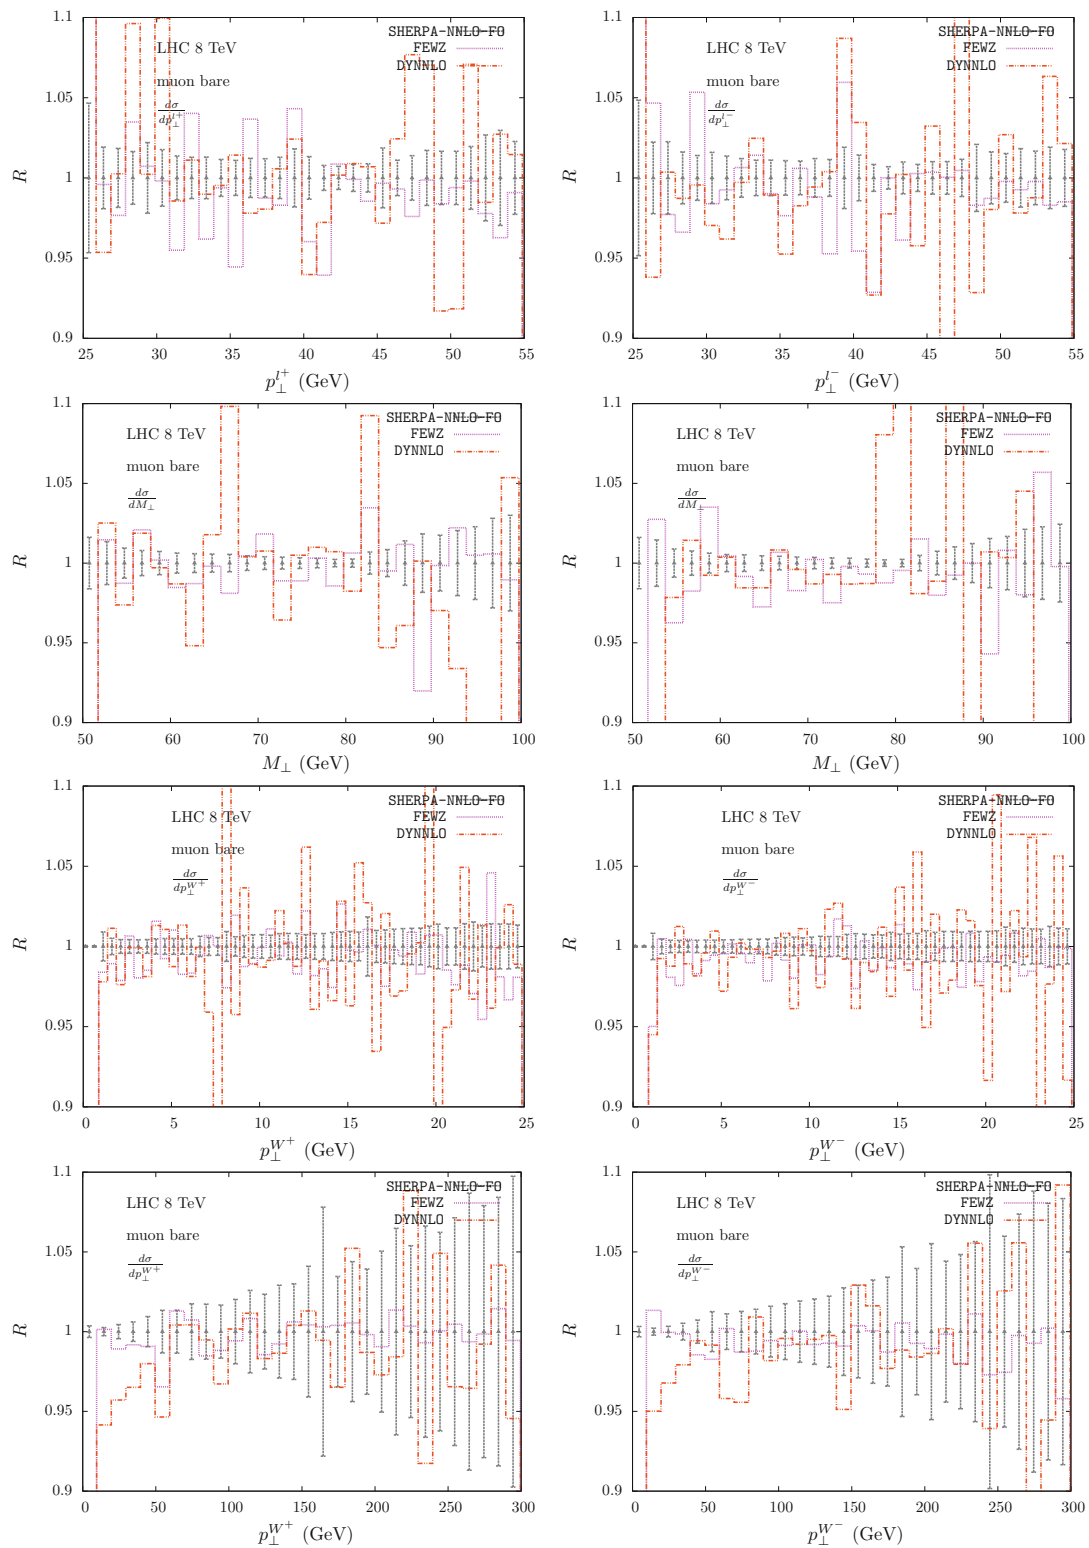 1.1
1.05
1
0.95
0.9
R
LHC 8 TeV
muon bare
dσ
dp⊥^{l+}
SHERPA-NNLO-FO
FEWZ
DYNNLO
25 30 35 40 45 50 55
p⊥^{l+} (GeV)
1.1
1.05
1
0.95
0.9
R
LHC 8 TeV
muon bare
dσ
dp⊥^{l−}
SHERPA-NNLO-FO
FEWZ
DYNNLO
25 30 35 40 45 50 55
p⊥^{l−} (GeV)
1.1
1.05
1
0.95
0.9
R
LHC 8 TeV
muon bare
dσ
dM⊥
SHERPA-NNLO-FO
FEWZ
DYNNLO
50 60 70 80 90 100
M⊥ (GeV)
1.1
1.05
1
0.95
0.9
R
LHC 8 TeV
muon bare
dσ
dM⊥
SHERPA-NNLO-FO
FEWZ
DYNNLO
50 60 70 80 90 100
M⊥ (GeV)
1.1
1.05
1
0.95
0.9
R
LHC 8 TeV
muon bare
dσ
dp⊥^{W+}
SHERPA-NNLO-FO
FEWZ
DYNNLO
0 5 10 15 20 25
p⊥^{W+} (GeV)
1.1
1.05
1
0.95
0.9
R
LHC 8 TeV
muon bare
dσ
dp⊥^{W−}
SHERPA-NNLO-FO
FEWZ
DYNNLO
0 5 10 15 20 25
p⊥^{W−} (GeV)
1.1
1.05
1
0.95
0.9
R
LHC 8 TeV
muon bare
dσ
dp⊥^{W+}
SHERPA-NNLO-FO
FEWZ
DYNNLO
0 50 100 150 200 250 300
p⊥^{W+} (GeV)
1.1
1.05
1
0.95
0.9
R
LHC 8 TeV
muon bare
dσ
dp⊥^{W−}
SHERPA-NNLO-FO
FEWZ
DYNNLO
0 50 100 150 200 250 300
p⊥^{W−} (GeV)